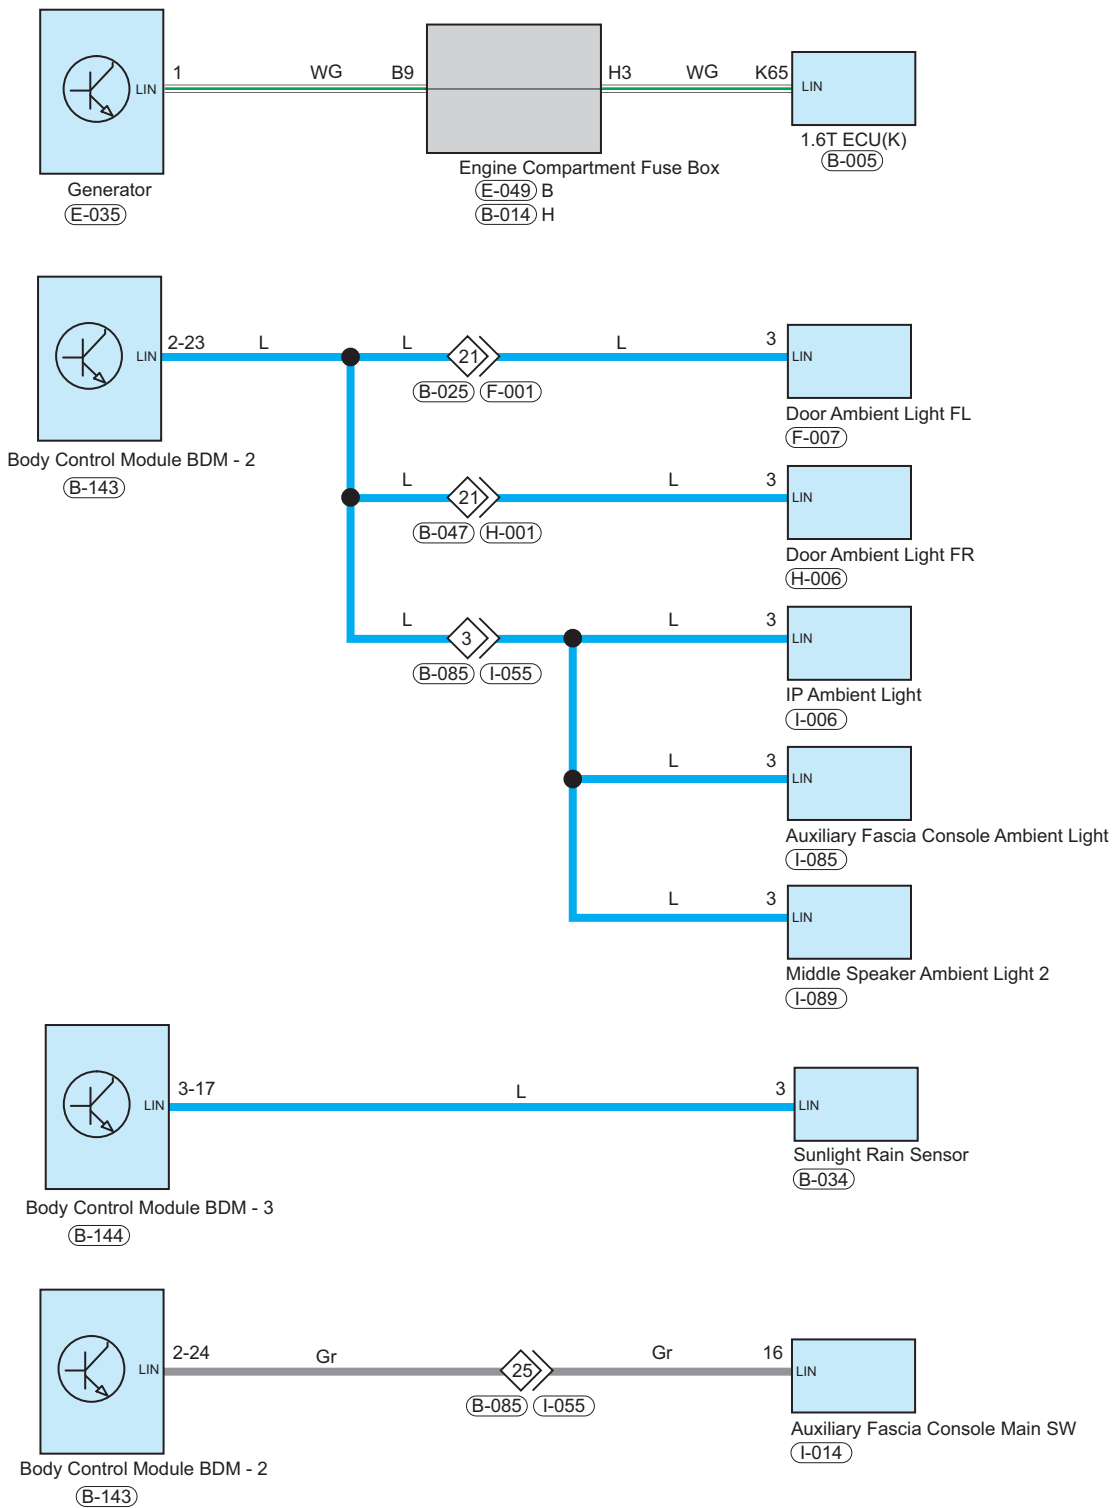 1 WG B9 H3 WG K65
LIN LIN
1.6T ECU(K)
B-005
Engine Compartment Fuse Box
E-049 B
B-014 H
Generator
E-035
2-23 L L 21 L 3
LIN LIN
B-025 F-001
Door Ambient Light FL
F-007
Body Control Module BDM - 2
B-143
L 21 L 3
LIN
B-047 H-001
Door Ambient Light FR
H-006
L 3 L 3
LIN
B-085 I-055
IP Ambient Light
I-006
L 3
LIN
Auxiliary Fascia Console Ambient Light
I-085
L 3
LIN
Middle Speaker Ambient Light 2
I-089
3-17 L 3
LIN LIN
Sunlight Rain Sensor
B-034
Body Control Module BDM - 3
B-144
2-24 Gr 25 Gr 16
LIN LIN
B-085 I-055
Auxiliary Fascia Console Main SW
I-014
Body Control Module BDM - 2
B-143